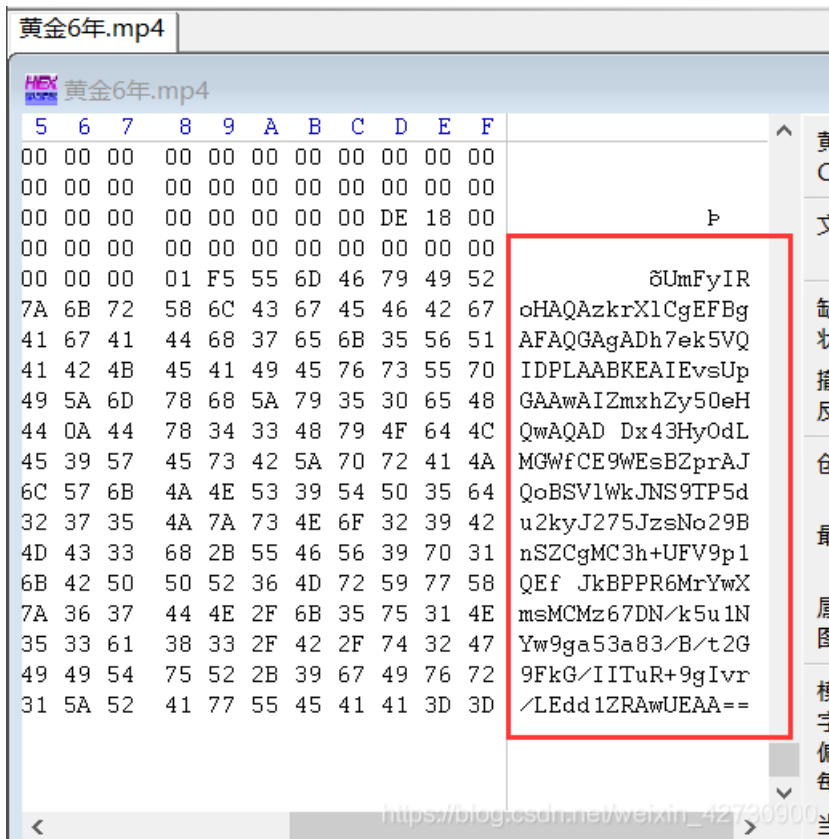 黄金6年.mp4
HEX 黄金6年.mp4
5 6 7 8 9 A B C D E F
00 00 00 00 00 00 00 00 00 00 00
00 00 00 00 00 00 00 00 00 00 00
00 00 00 00 00 00 00 00 DE 18 00 Þ
00 00 00 00 00 00 00 00 00 00 00
00 00 00 01 F5 55 6D 46 79 49 52 õUmFyIR
7A 6B 72 58 6C 43 67 45 46 42 67 oHAQAzkrXlCgEFBg
41 67 41 44 68 37 65 6B 35 56 51 AFAQGAgADh7ek5VQ
41 42 4B 45 41 49 45 76 73 55 70 IDPLAABKEAIEvsUp
49 5A 6D 78 68 5A 79 35 30 65 48 GAAwAIZmxhZy50eH
44 0A 44 78 34 33 48 79 4F 64 4C QwAQAD Dx43HyOdL
45 39 57 45 73 42 5A 70 72 41 4A MGWfCE9WEsBZprAJ
6C 57 6B 4A 4E 53 39 54 50 35 64 QoBSVlWkJNS9TP5d
32 37 35 4A 7A 73 4E 6F 32 39 42 u2kyJ275JzsNo29B
4D 43 33 68 2B 55 46 56 39 70 31 nSZCgMC3h+UFV9p1
6B 42 50 50 52 36 4D 72 59 77 58 QEf JkBPPR6MrYwX
7A 36 37 44 4E 2F 6B 35 75 31 4E msMCMz67DN/k5u1N
35 33 61 38 33 2F 42 2F 74 32 47 Yw9ga53a83/B/t2G
49 49 54 75 52 2B 39 67 49 76 72 9FkG/IITuR+9gIvr
31 5A 52 41 77 55 45 41 41 3D 3D /LEdd1ZRAwUEAA==
https://blog.csdn.net/weixin_42730900